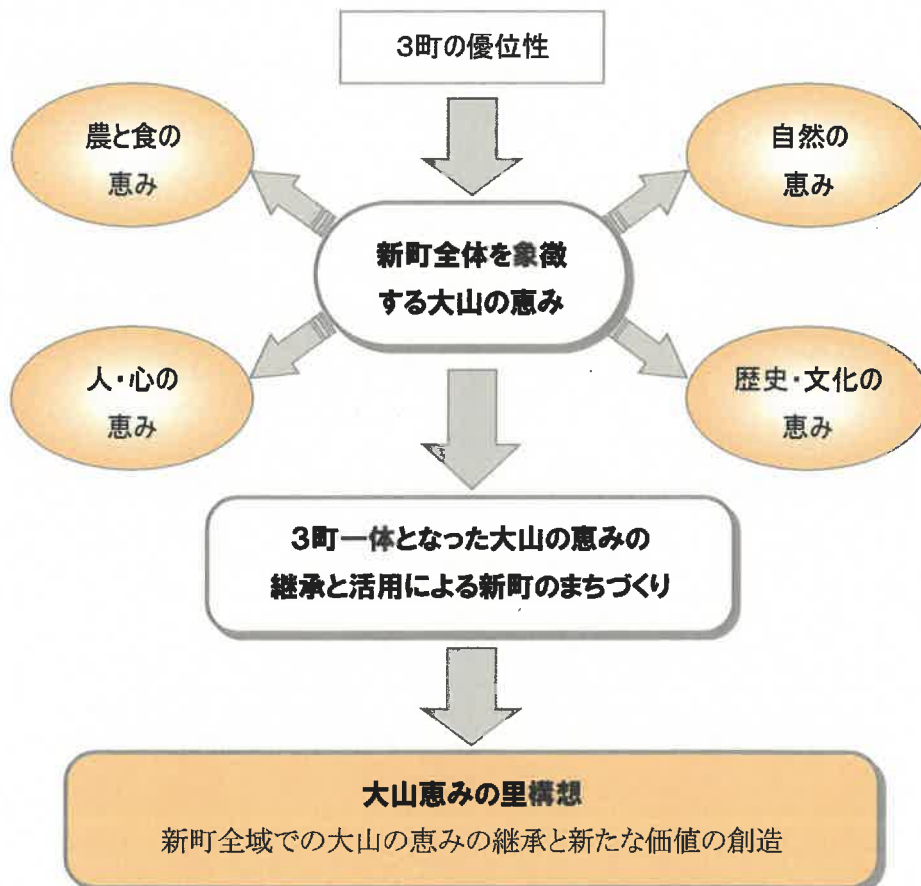 3町の優位性
農と食の
恵み
自然の
恵み
新町全体を象徴
する大山の恵み
人・心の
恵み
歴史・文化の
恵み
3町一体となった大山の恵みの
継承と活用による新町のまちづくり
大山恵みの里構想
新町全域での大山の恵みの継承と新たな価値の創造